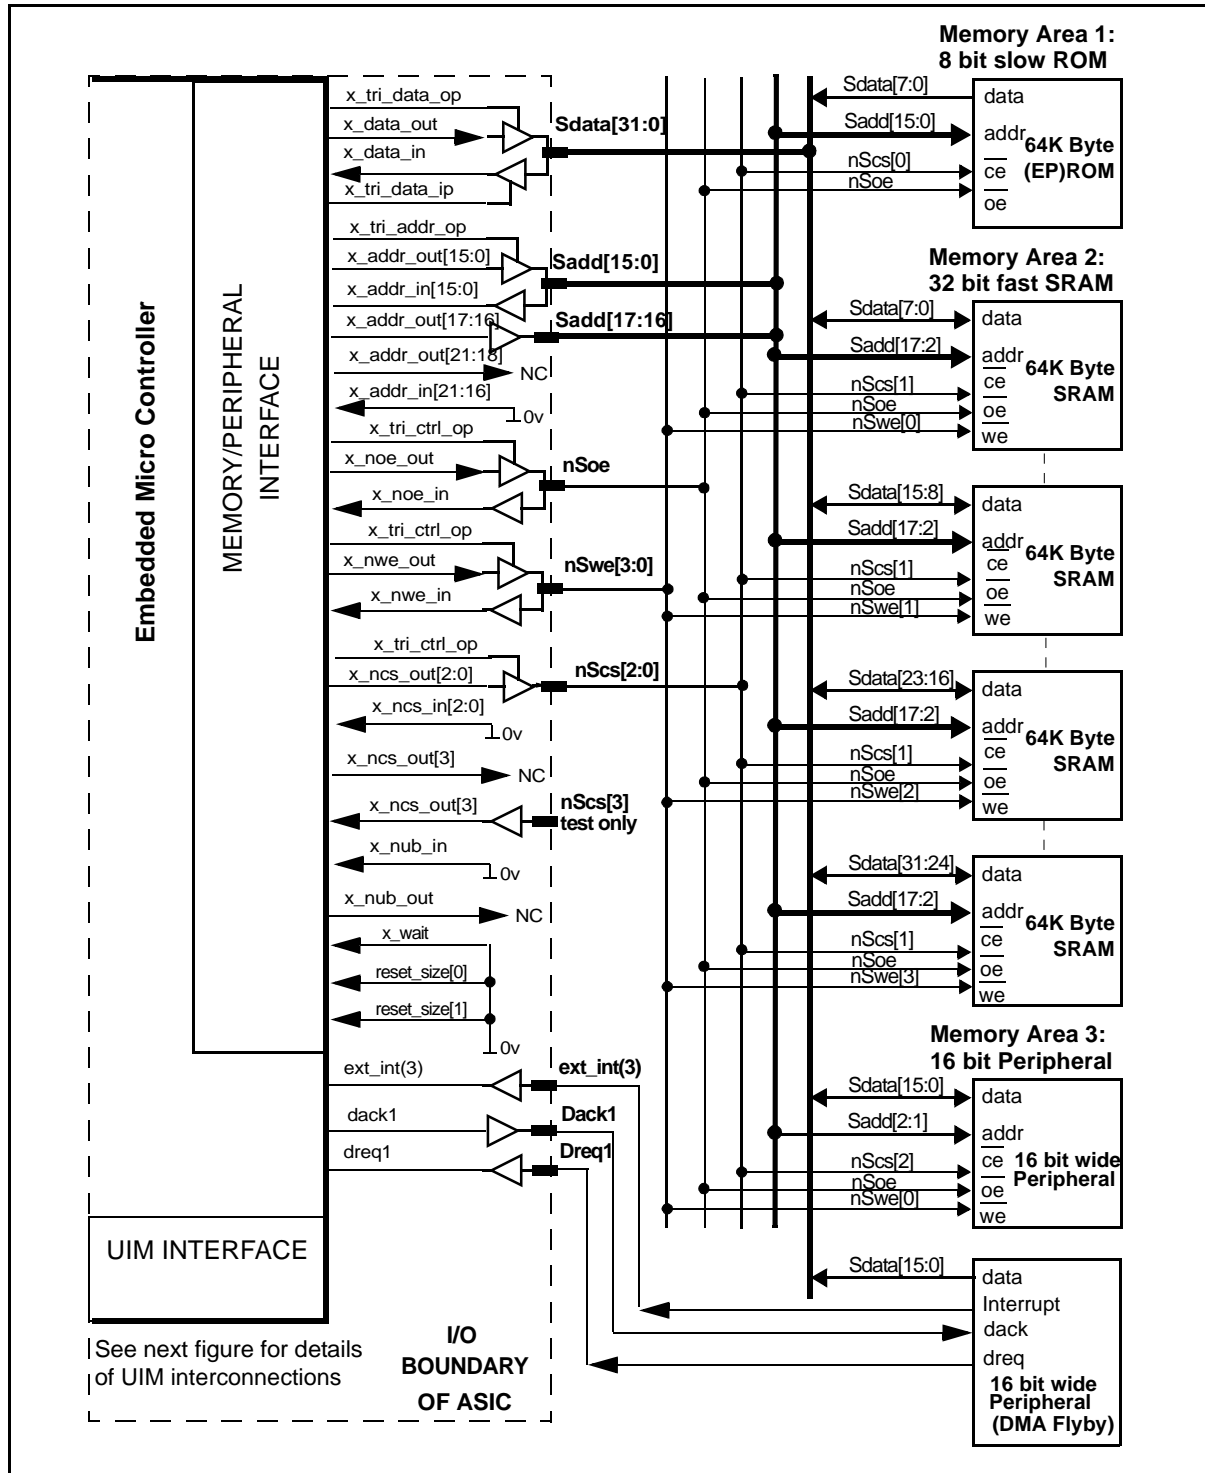 Memory Area 1:
8 bit slow ROM
x_tri_data_op
x_data_out
x_data_in
x_tri_data_ip
Sdata[31:0]
Sdata[7:0]
Sadd[15:0]
nScs[0]
nSoe
data
addr
64K Byte
(EP)ROM
ce
oe
x_tri_addr_op
x_addr_out[15:0]
x_addr_in[15:0]
x_addr_out[17:16]
x_addr_out[21:18]
NC
x_addr_in[21:16]
0v
Sadd[15:0]
Sadd[17:16]
Memory Area 2:
32 bit fast SRAM
Sdata[7:0]
Sadd[17:2]
nScs[1]
nSoe
nSwe[0]
data
addr
64K Byte
SRAM
ce
oe
we
Embedded Micro Controller
MEMORY/PERIPHERAL
INTERFACE
x_tri_ctrl_op
x_noe_out
x_noe_in
nSoe
x_tri_ctrl_op
x_nwe_out
x_nwe_in
nSwe[3:0]
Sdata[15:8]
Sadd[17:2]
nScs[1]
nSoe
nSwe[1]
data
addr
64K Byte
SRAM
ce
oe
we
x_tri_ctrl_op
x_ncs_out[2:0]
x_ncs_in[2:0]
0v
nScs[2:0]
x_ncs_out[3]
NC
x_ncs_out[3]
nScs[3]
test only
Sdata[23:16]
Sadd[17:2]
nScs[1]
nSoe
nSwe[2]
data
addr
64K Byte
SRAM
ce
oe
we
x_nub_in
0v
x_nub_out
NC
x_wait
reset_size[0]
reset_size[1]
0v
Sdata[31:24]
Sadd[17:2]
nScs[1]
nSoe
nSwe[3]
data
addr
64K Byte
SRAM
ce
oe
we
ext_int(3)
ext_int(3)
dack1
Dack1
dreq1
Dreq1
Memory Area 3:
16 bit Peripheral
Sdata[15:0]
Sadd[2:1]
nScs[2]
nSoe
nSwe[0]
data
addr
ce
16 bit wide
Peripheral
oe
we
UIM INTERFACE
Sdata[15:0]
data
Interrupt
dack
dreq
16 bit wide
Peripheral
(DMA Flyby)
See next figure for details
of UIM interconnections
I/O
BOUNDARY
OF ASIC